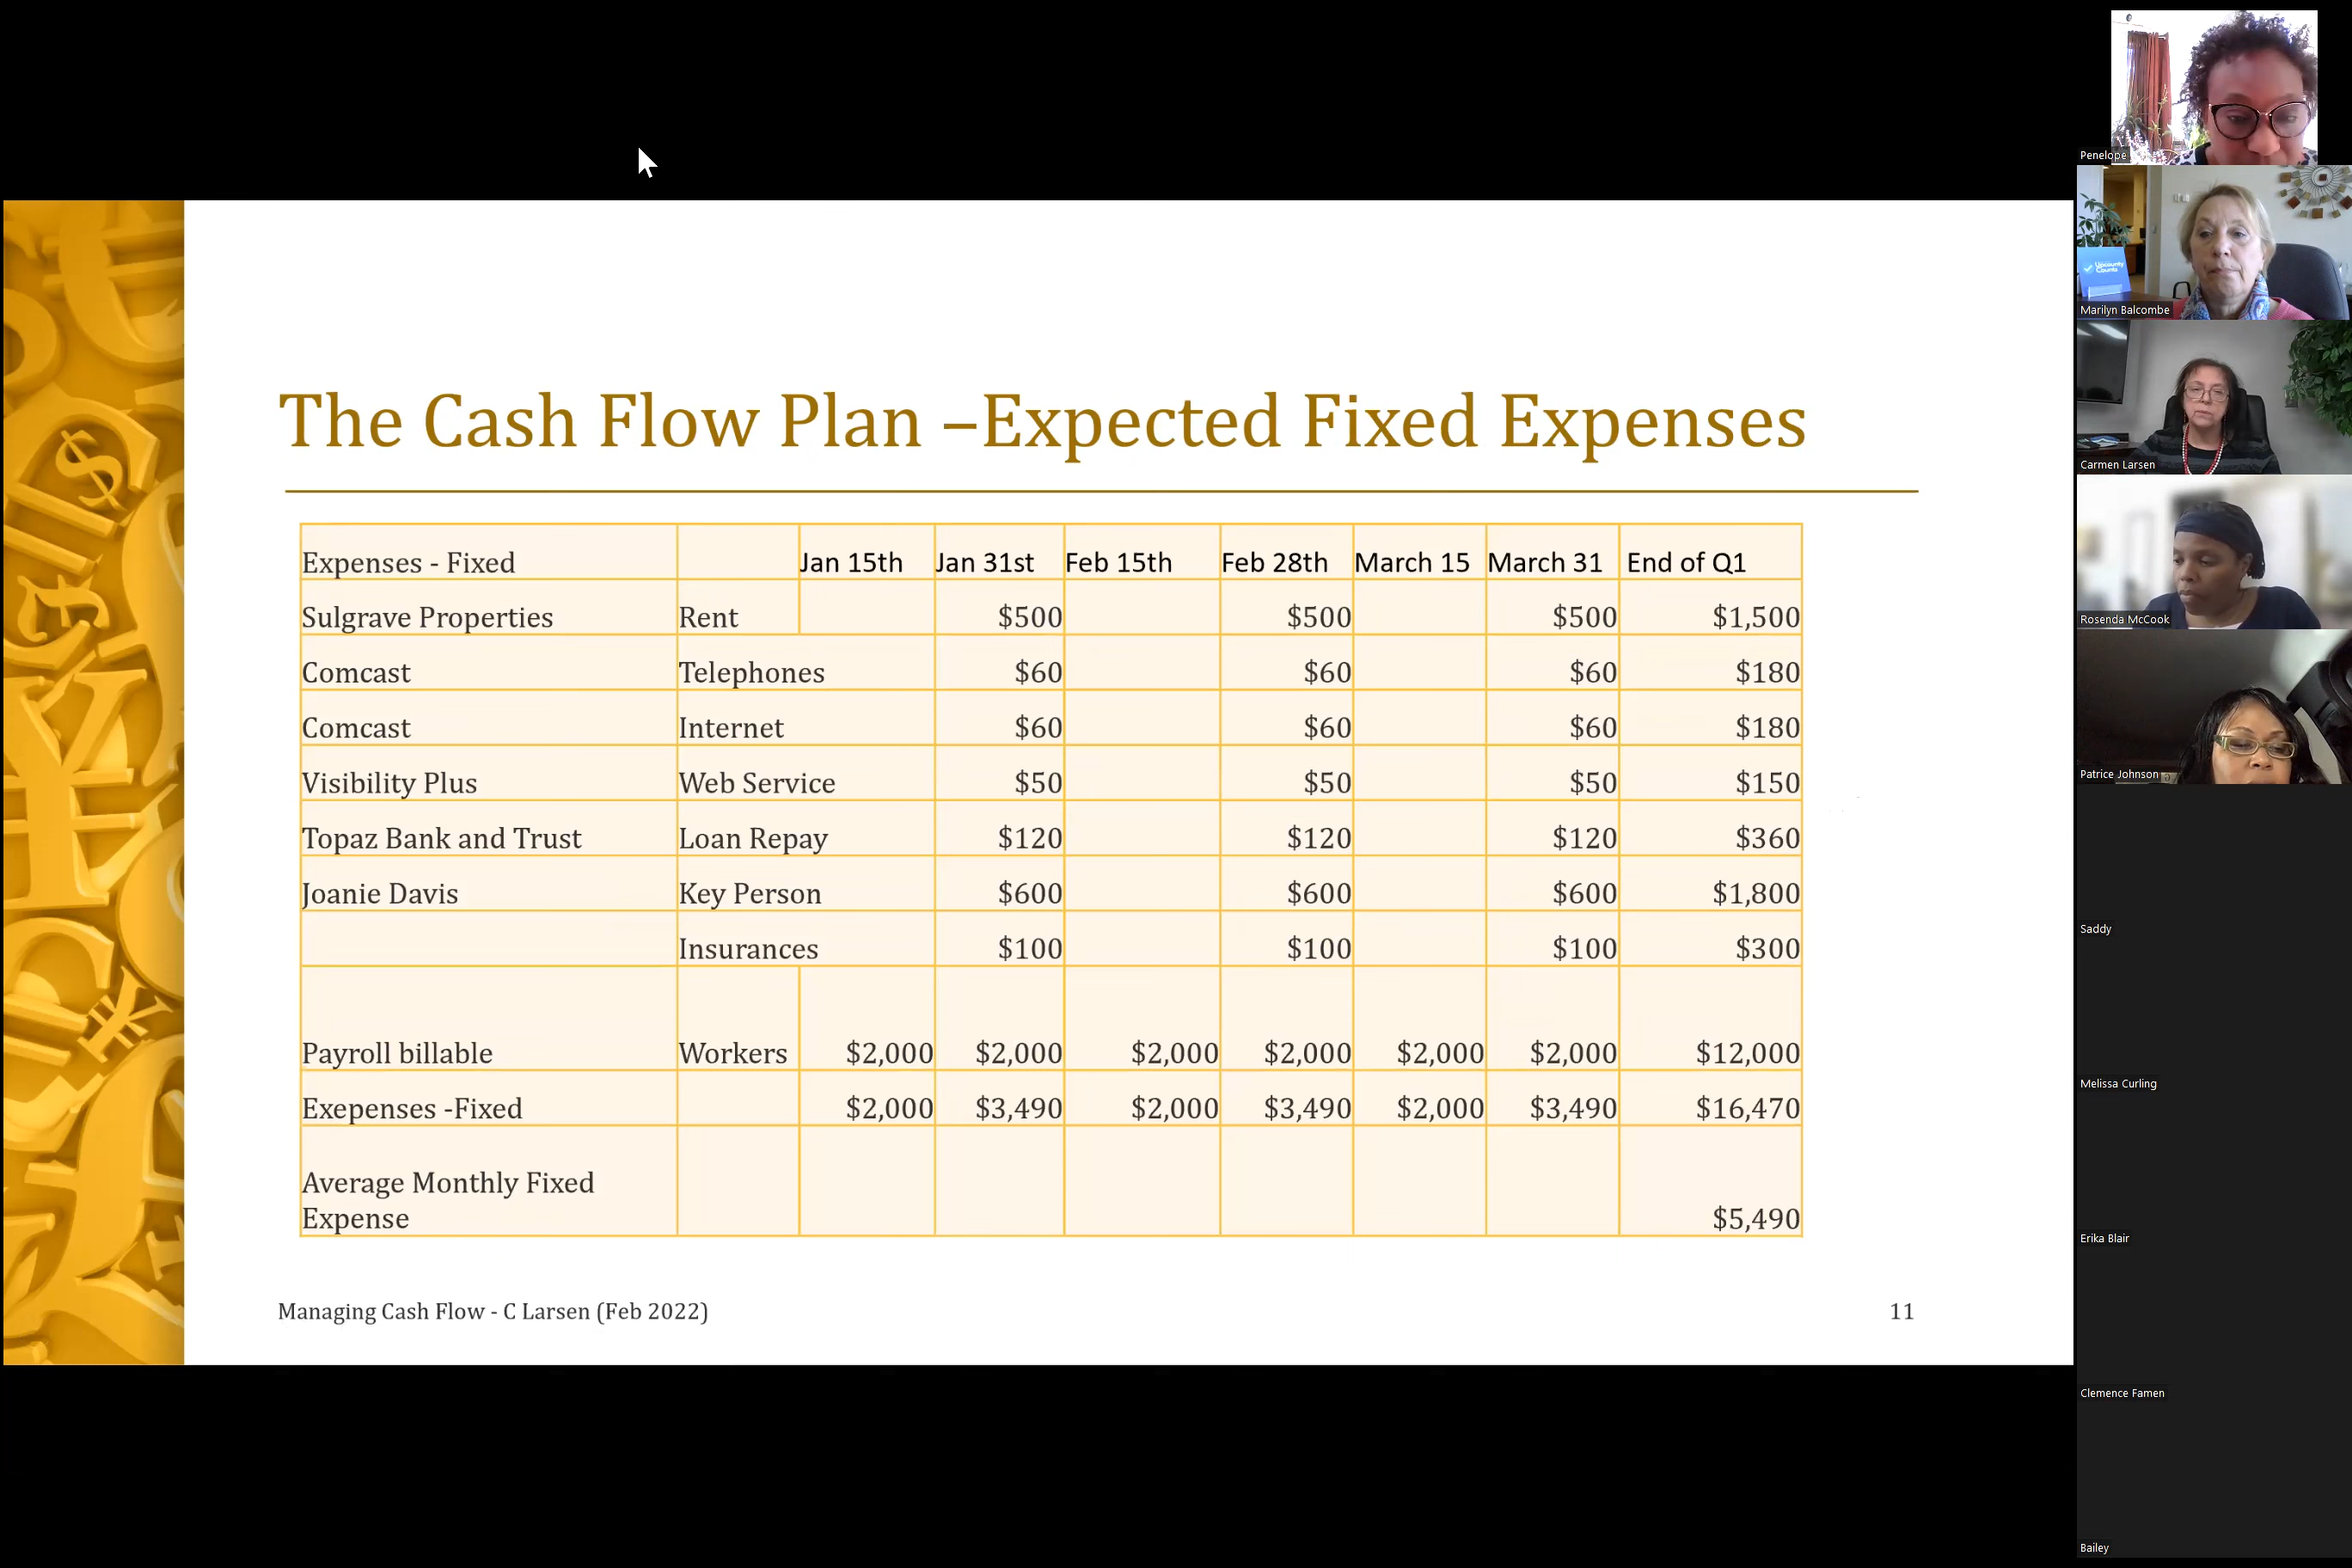 The Cash Flow Plan –Expected Fixed Expenses
Expenses - Fixed Jan 15th Jan 31st Feb 15th Feb 28th March 15 March 31 End of Q1
Sulgrave Properties Rent $500 $500 $500 $1,500
Comcast Telephones $60 $60 $60 $180
Comcast Internet $60 $60 $60 $180
Visibility Plus Web Service $50 $50 $50 $150
Topaz Bank and Trust Loan Repay $120 $120 $120 $360
Joanie Davis Key Person $600 $600 $600 $1,800
Insurances $100 $100 $100 $300
Payroll billable Workers $2,000 $2,000 $2,000 $2,000 $2,000 $2,000 $12,000
Exepenses -Fixed $2,000 $3,490 $2,000 $3,490 $2,000 $3,490 $16,470
Average Monthly Fixed
Expense $5,490
Managing Cash Flow - C Larsen (Feb 2022) 11
Penelope
Marilyn Balcombe
Carmen Larsen
Rosenda McCook
Patrice Johnson
Saddy
Melissa Curling
Erika Blair
Clemence Famen
Bailey